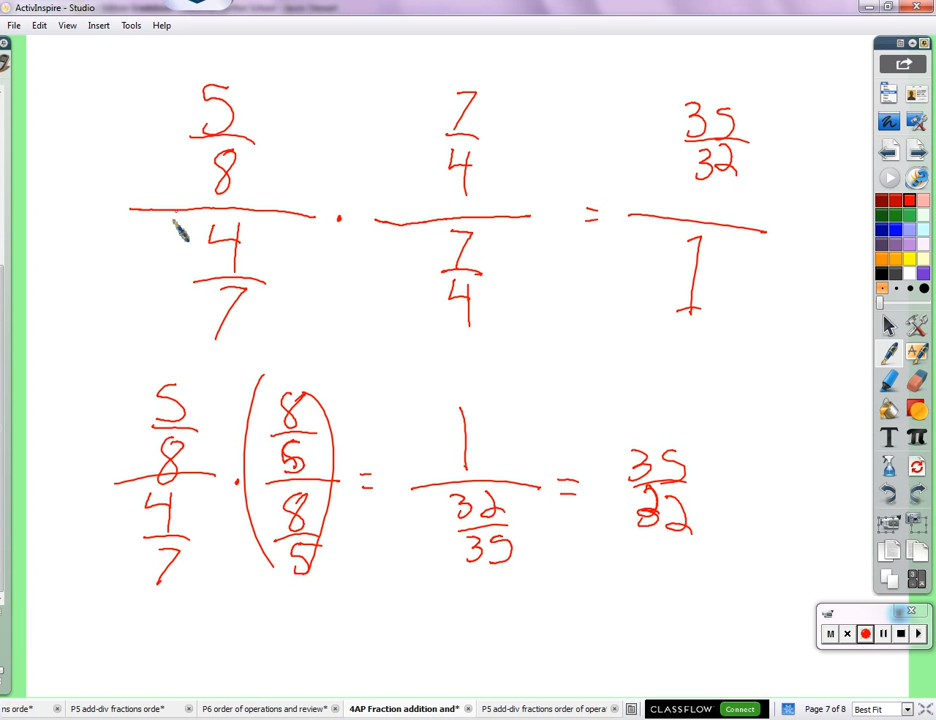 ActivInspire - Studio
File Edit View Insert Tools Help
5/8 / 4/7 · 7/4 / 7/4 = 35/32 / 1
5/8 / 4/7 · ( 8/5 / 8/5 ) = 1 / 32/35 = 35/32
M
ns orde* P5 add-div fractions orde* P6 order of operations and review* 4AP Fraction addition and* P5 add-div fractions order of opera CLASSFLOW Connect Page 7 of 8 Best Fit